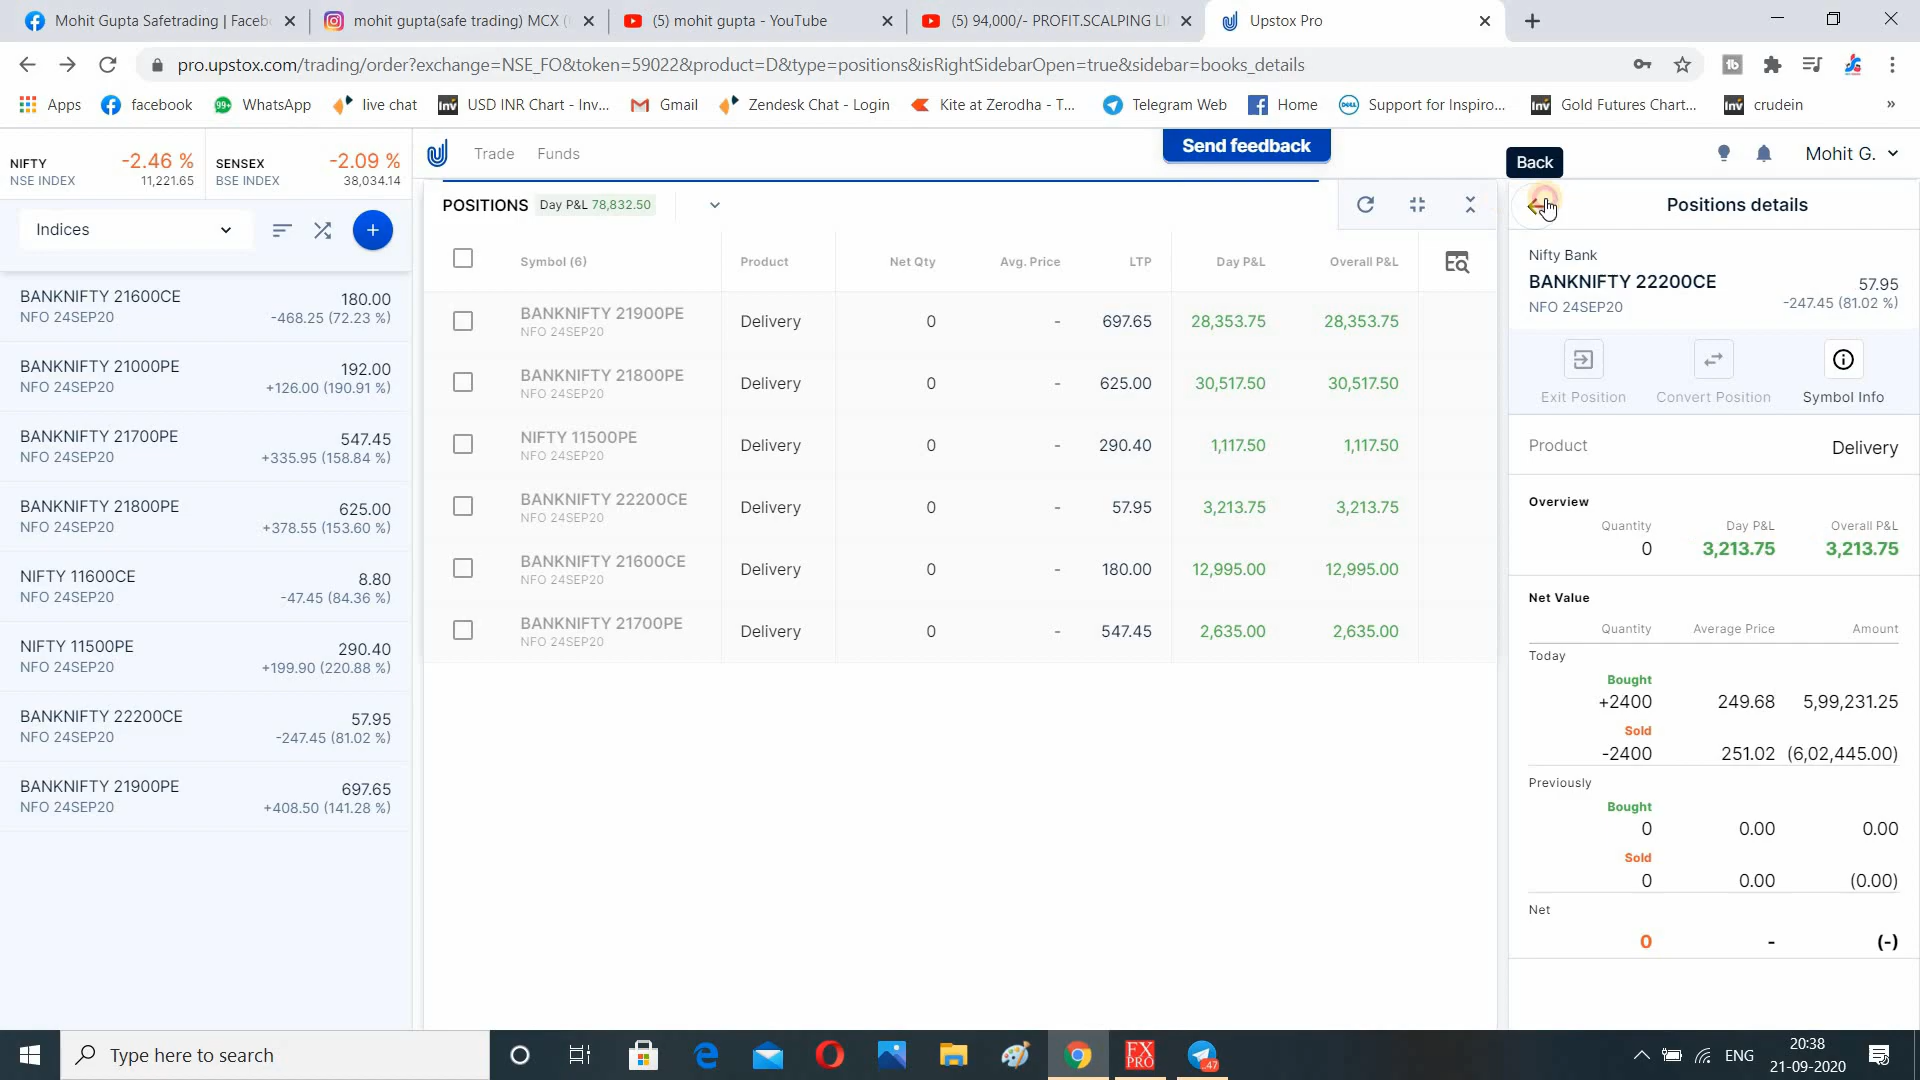 Mohit Gupta Safetrading | Faceb
mohit gupta(safe trading) MCX (
(5) mohit gupta - YouTube
(5) 94,000/- PROFIT.SCALPING LI
Upstox Pro
pro.upstox.com/trading/order?exchange=NSE_FO&token=59022&product=D&type=positions&isRightSidebarOpen=true&sidebar=books_details
Apps facebook 99+ WhatsApp live chat Inv USD INR Chart - Inv... Gmail Zendesk Chat - Login Kite at Zerodha - T... Telegram Web Home DELL Support for Inspiro... Inv Gold Futures Chart... Inv crudein »
NIFTY -2.46 %
NSE INDEX 11,221.65
SENSEX -2.09 %
BSE INDEX 38,034.14
Trade Funds
Send feedback
Back
Mohit G.
Indices
BANKNIFTY 21600CE 180.00
NFO 24SEP20 -468.25 (72.23 %)
BANKNIFTY 21000PE 192.00
NFO 24SEP20 +126.00 (190.91 %)
BANKNIFTY 21700PE 547.45
NFO 24SEP20 +335.95 (158.84 %)
BANKNIFTY 21800PE 625.00
NFO 24SEP20 +378.55 (153.60 %)
NIFTY 11600CE 8.80
NFO 24SEP20 -47.45 (84.36 %)
NIFTY 11500PE 290.40
NFO 24SEP20 +199.90 (220.88 %)
BANKNIFTY 22200CE 57.95
NFO 24SEP20 -247.45 (81.02 %)
BANKNIFTY 21900PE 697.65
NFO 24SEP20 +408.50 (141.28 %)
POSITIONS Day P&L 78,832.50
Symbol (6) Product Net Qty Avg. Price LTP Day P&L Overall P&L
BANKNIFTY 21900PE Delivery 0 - 697.65 28,353.75 28,353.75
NFO 24SEP20
BANKNIFTY 21800PE Delivery 0 - 625.00 30,517.50 30,517.50
NFO 24SEP20
NIFTY 11500PE Delivery 0 - 290.40 1,117.50 1,117.50
NFO 24SEP20
BANKNIFTY 22200CE Delivery 0 - 57.95 3,213.75 3,213.75
NFO 24SEP20
BANKNIFTY 21600CE Delivery 0 - 180.00 12,995.00 12,995.00
NFO 24SEP20
BANKNIFTY 21700PE Delivery 0 - 547.45 2,635.00 2,635.00
NFO 24SEP20
Positions details
Nifty Bank
BANKNIFTY 22200CE 57.95
NFO 24SEP20 -247.45 (81.02 %)
Exit Position Convert Position Symbol Info
Product Delivery
Overview
Quantity Day P&L Overall P&L
0 3,213.75 3,213.75
Net Value
Quantity Average Price Amount
Today
Bought
+2400 249.68 5,99,231.25
Sold
-2400 251.02 (6,02,445.00)
Previously
Bought
0 0.00 0.00
Sold
0 0.00 (0.00)
Net
0 - (-)
Type here to search
FX
PRO
47
ENG
20:38
21-09-2020